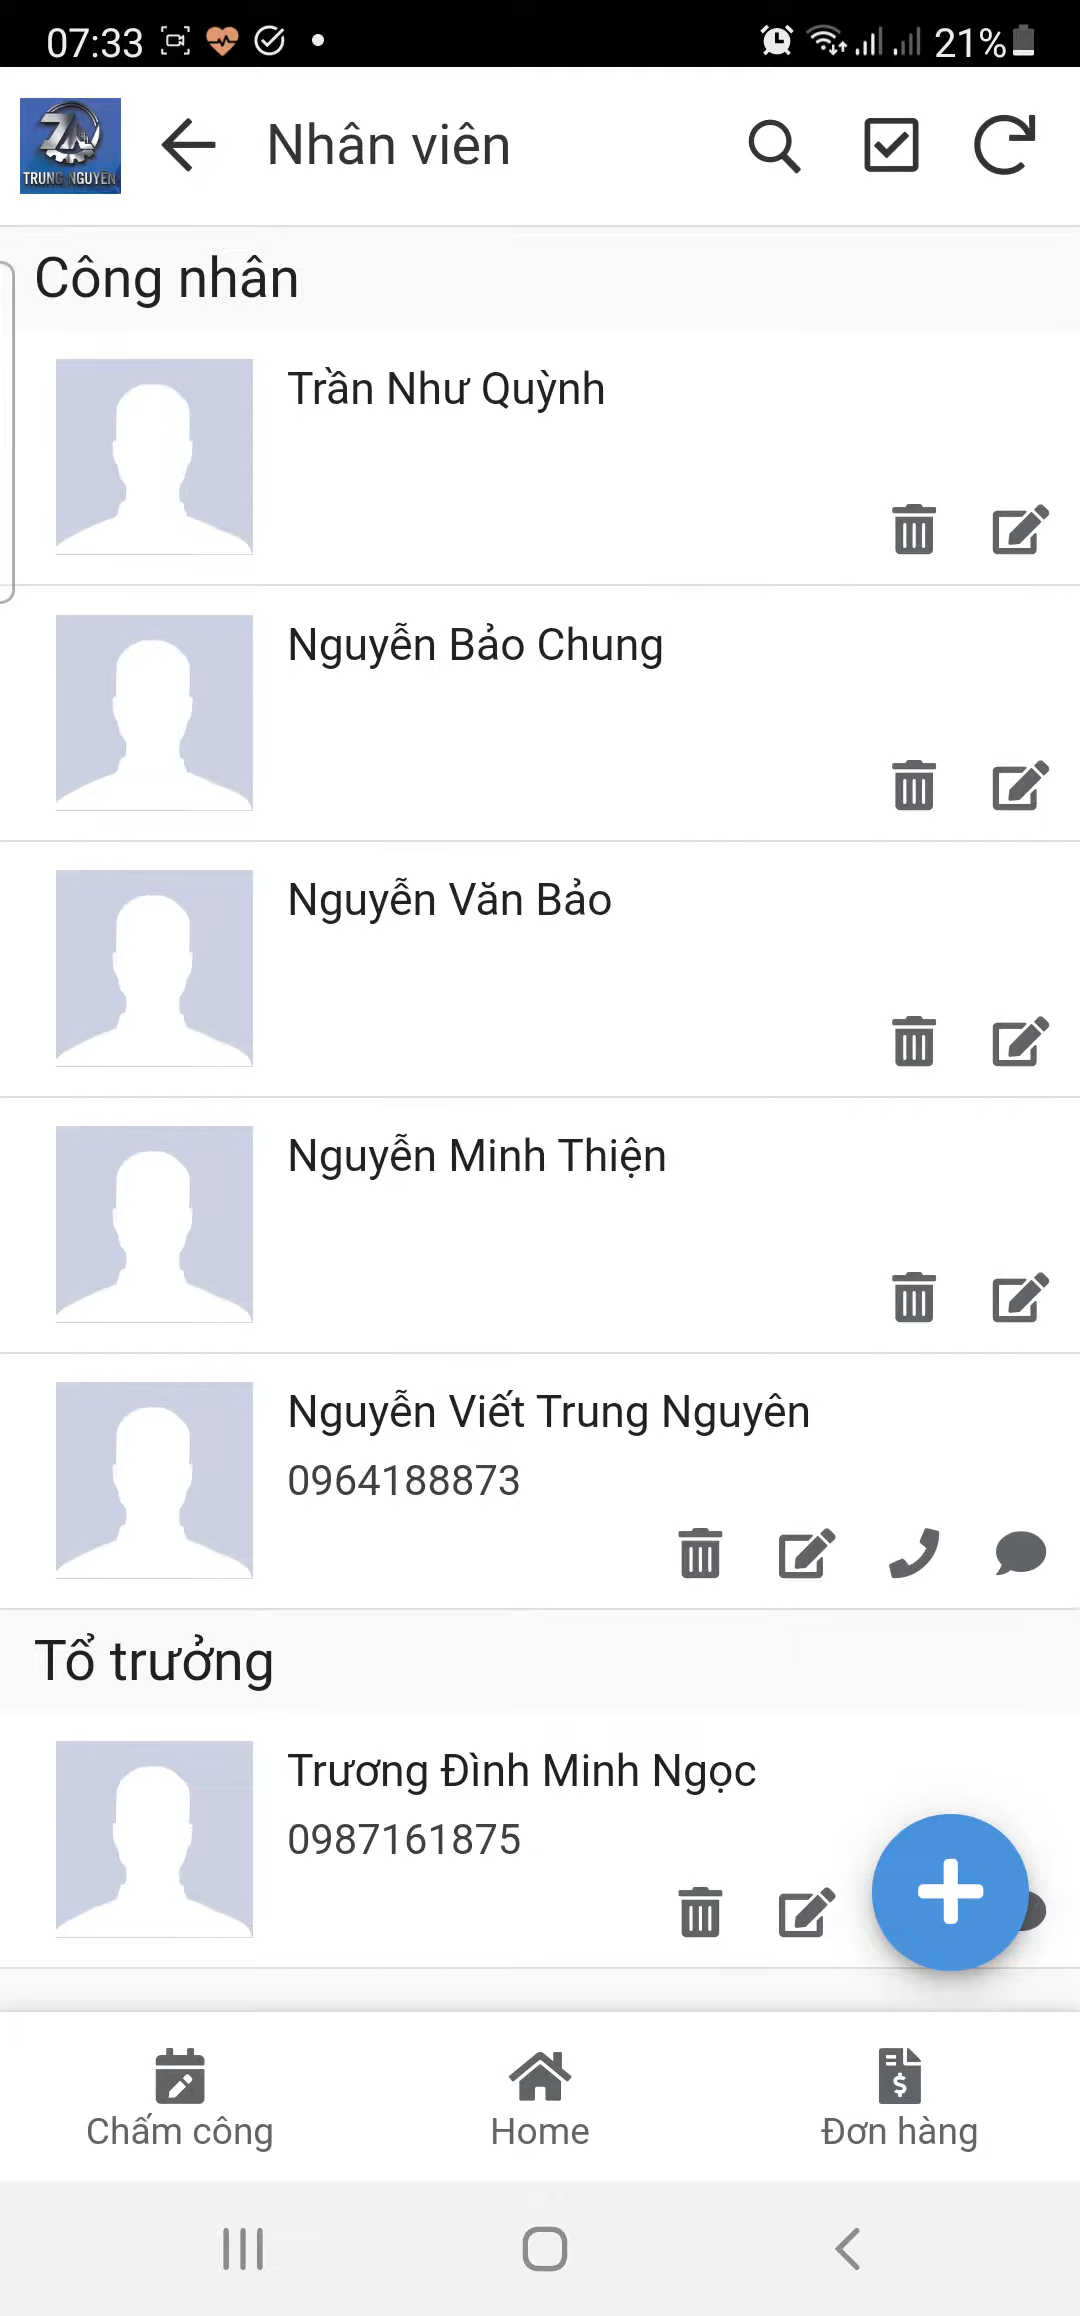 07:33
21%
TRUNG NGUYÊN
Nhân viên
Công nhân
Trần Như Quỳnh
Nguyễn Bảo Chung
Nguyễn Văn Bảo
Nguyễn Minh Thiện
Nguyễn Viết Trung Nguyên
0964188873
Tổ trưởng
Trương Đình Minh Ngọc
0987161875
Chấm công
Home
Đơn hàng